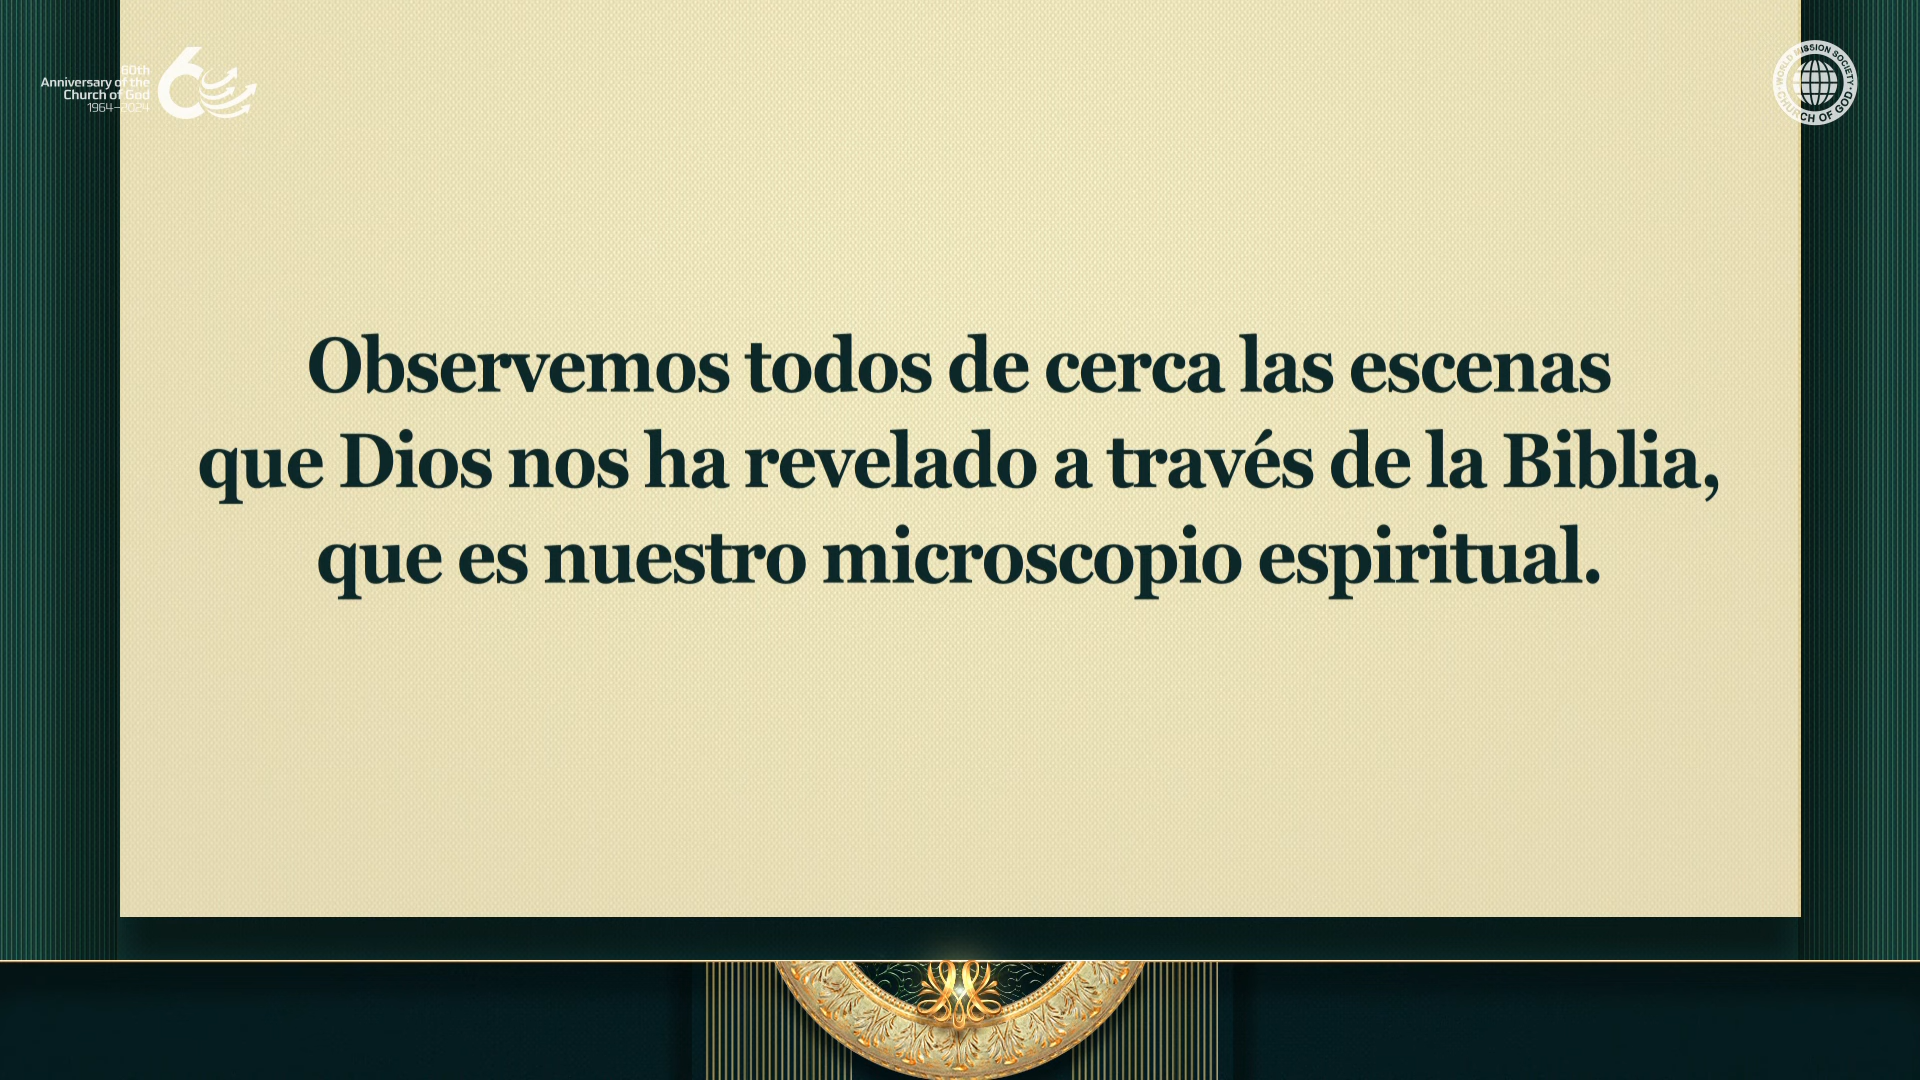 60th
Anniversary of the
Church of God
1964–2024
60
WORLD MISSION SOCIETY
CHURCH OF GOD
Observemos todos de cerca las escenas
que Dios nos ha revelado a través de la Biblia,
que es nuestro microscopio espiritual.